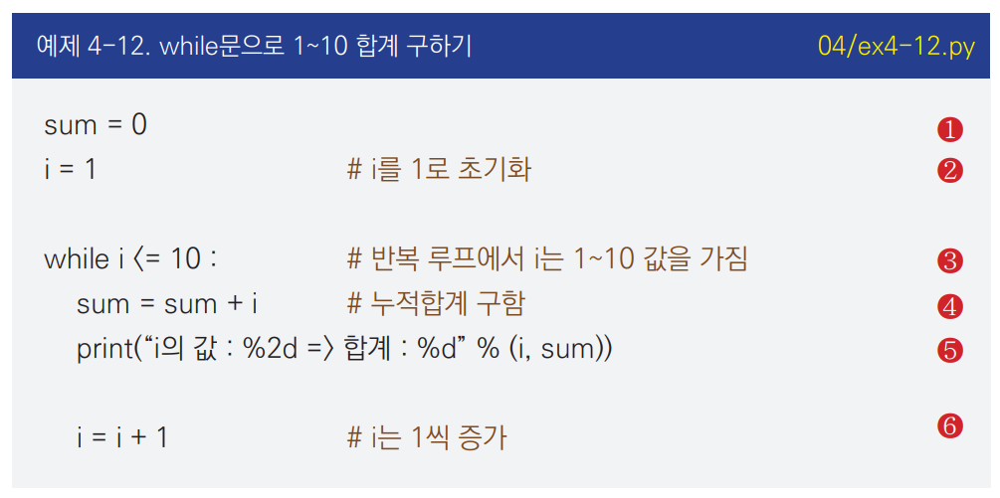 예제 4-12. while문으로 1~10 합계 구하기 04/ex4-12.py
sum = 0 ❶
i = 1 # i를 1로 초기화 ❷
while i <= 10 : # 반복 루프에서 i는 1~10 값을 가짐 ❸
sum = sum + i # 누적합계 구함 ❹
print(“i의 값 : %2d => 합계 : %d” % (i, sum)) ❺
i = i + 1 # i는 1씩 증가 ❻